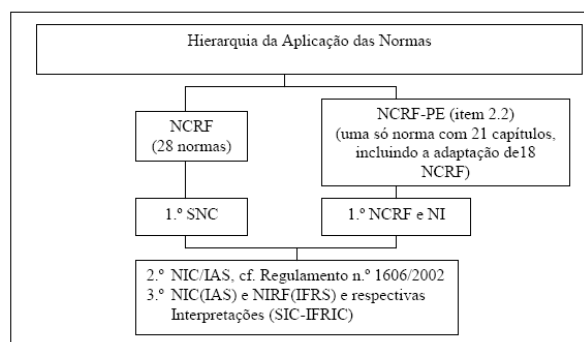 Hierarquia da Aplicação das Normas
NCRF
(28 normas)
NCRF-PE (item 2.2)
(uma só norma com 21 capítulos,
incluindo a adaptação de18
NCRF)
1.º SNC
1.º NCRF e NI
2.º NIC/IAS, cf. Regulamento n.º 1606/2002
3.º NIC(IAS) e NIRF(IFRS) e respectivas
Interpretações (SIC-IFRIC)